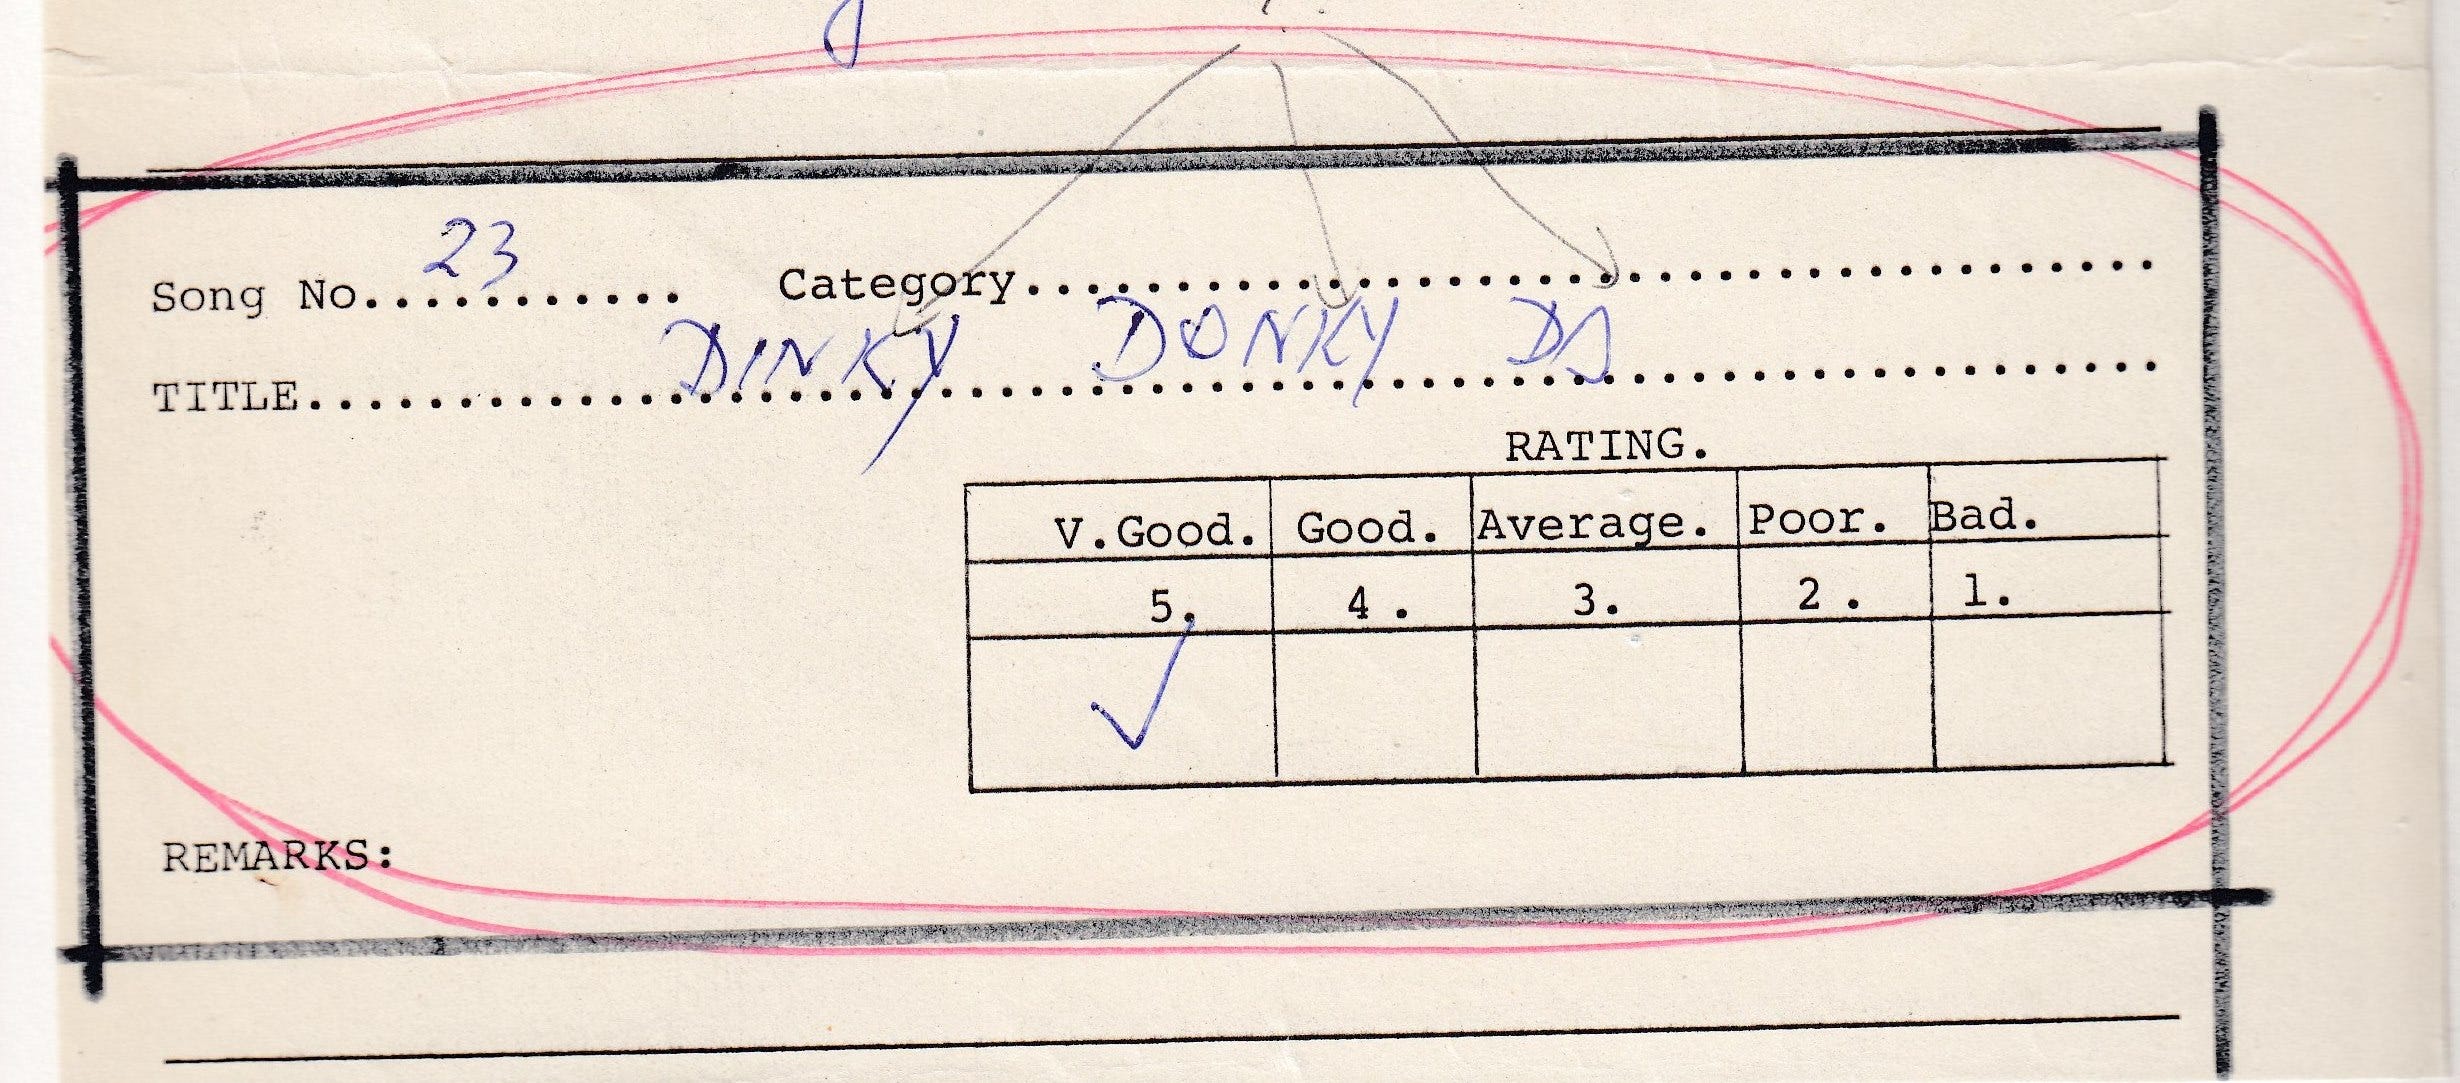 23
Song No........... Category......................................
DINKY DONKY DA
TITLE..............................................................
RATING.
V.Good. Good. Average. Poor. Bad.
5. 4. 3. 2. 1.
✓
REMARKS: